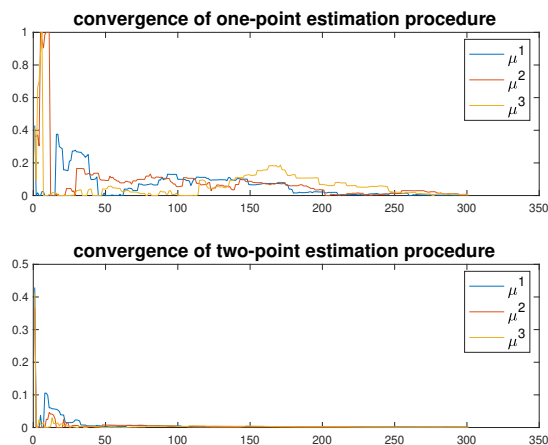 convergence of one-point estimation procedure
1
0.8
0.6
0.4
0.2
0
0 50 100 150 200 250 300 350
μ¹
μ²
μ³
convergence of two-point estimation procedure
0.5
0.4
0.3
0.2
0.1
0
0 50 100 150 200 250 300 350
μ¹
μ²
μ³